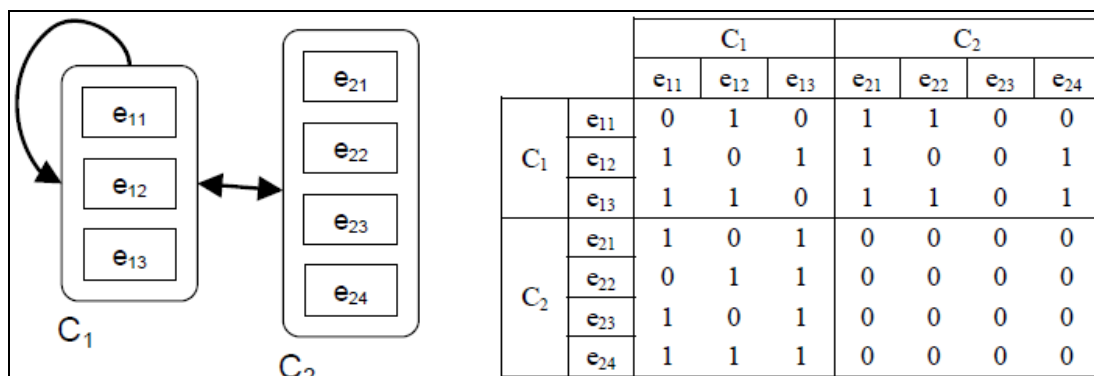 e11
e12
e13
C1
e21
e22
e23
e24
C2
C1 C2
e11 e12 e13 e21 e22 e23 e24
C1 e11 0 1 0 1 1 0 0
e12 1 0 1 1 0 0 1
e13 1 1 0 1 1 0 1
C2 e21 1 0 1 0 0 0 0
e22 0 1 1 0 0 0 0
e23 1 0 1 0 0 0 0
e24 1 1 1 0 0 0 0